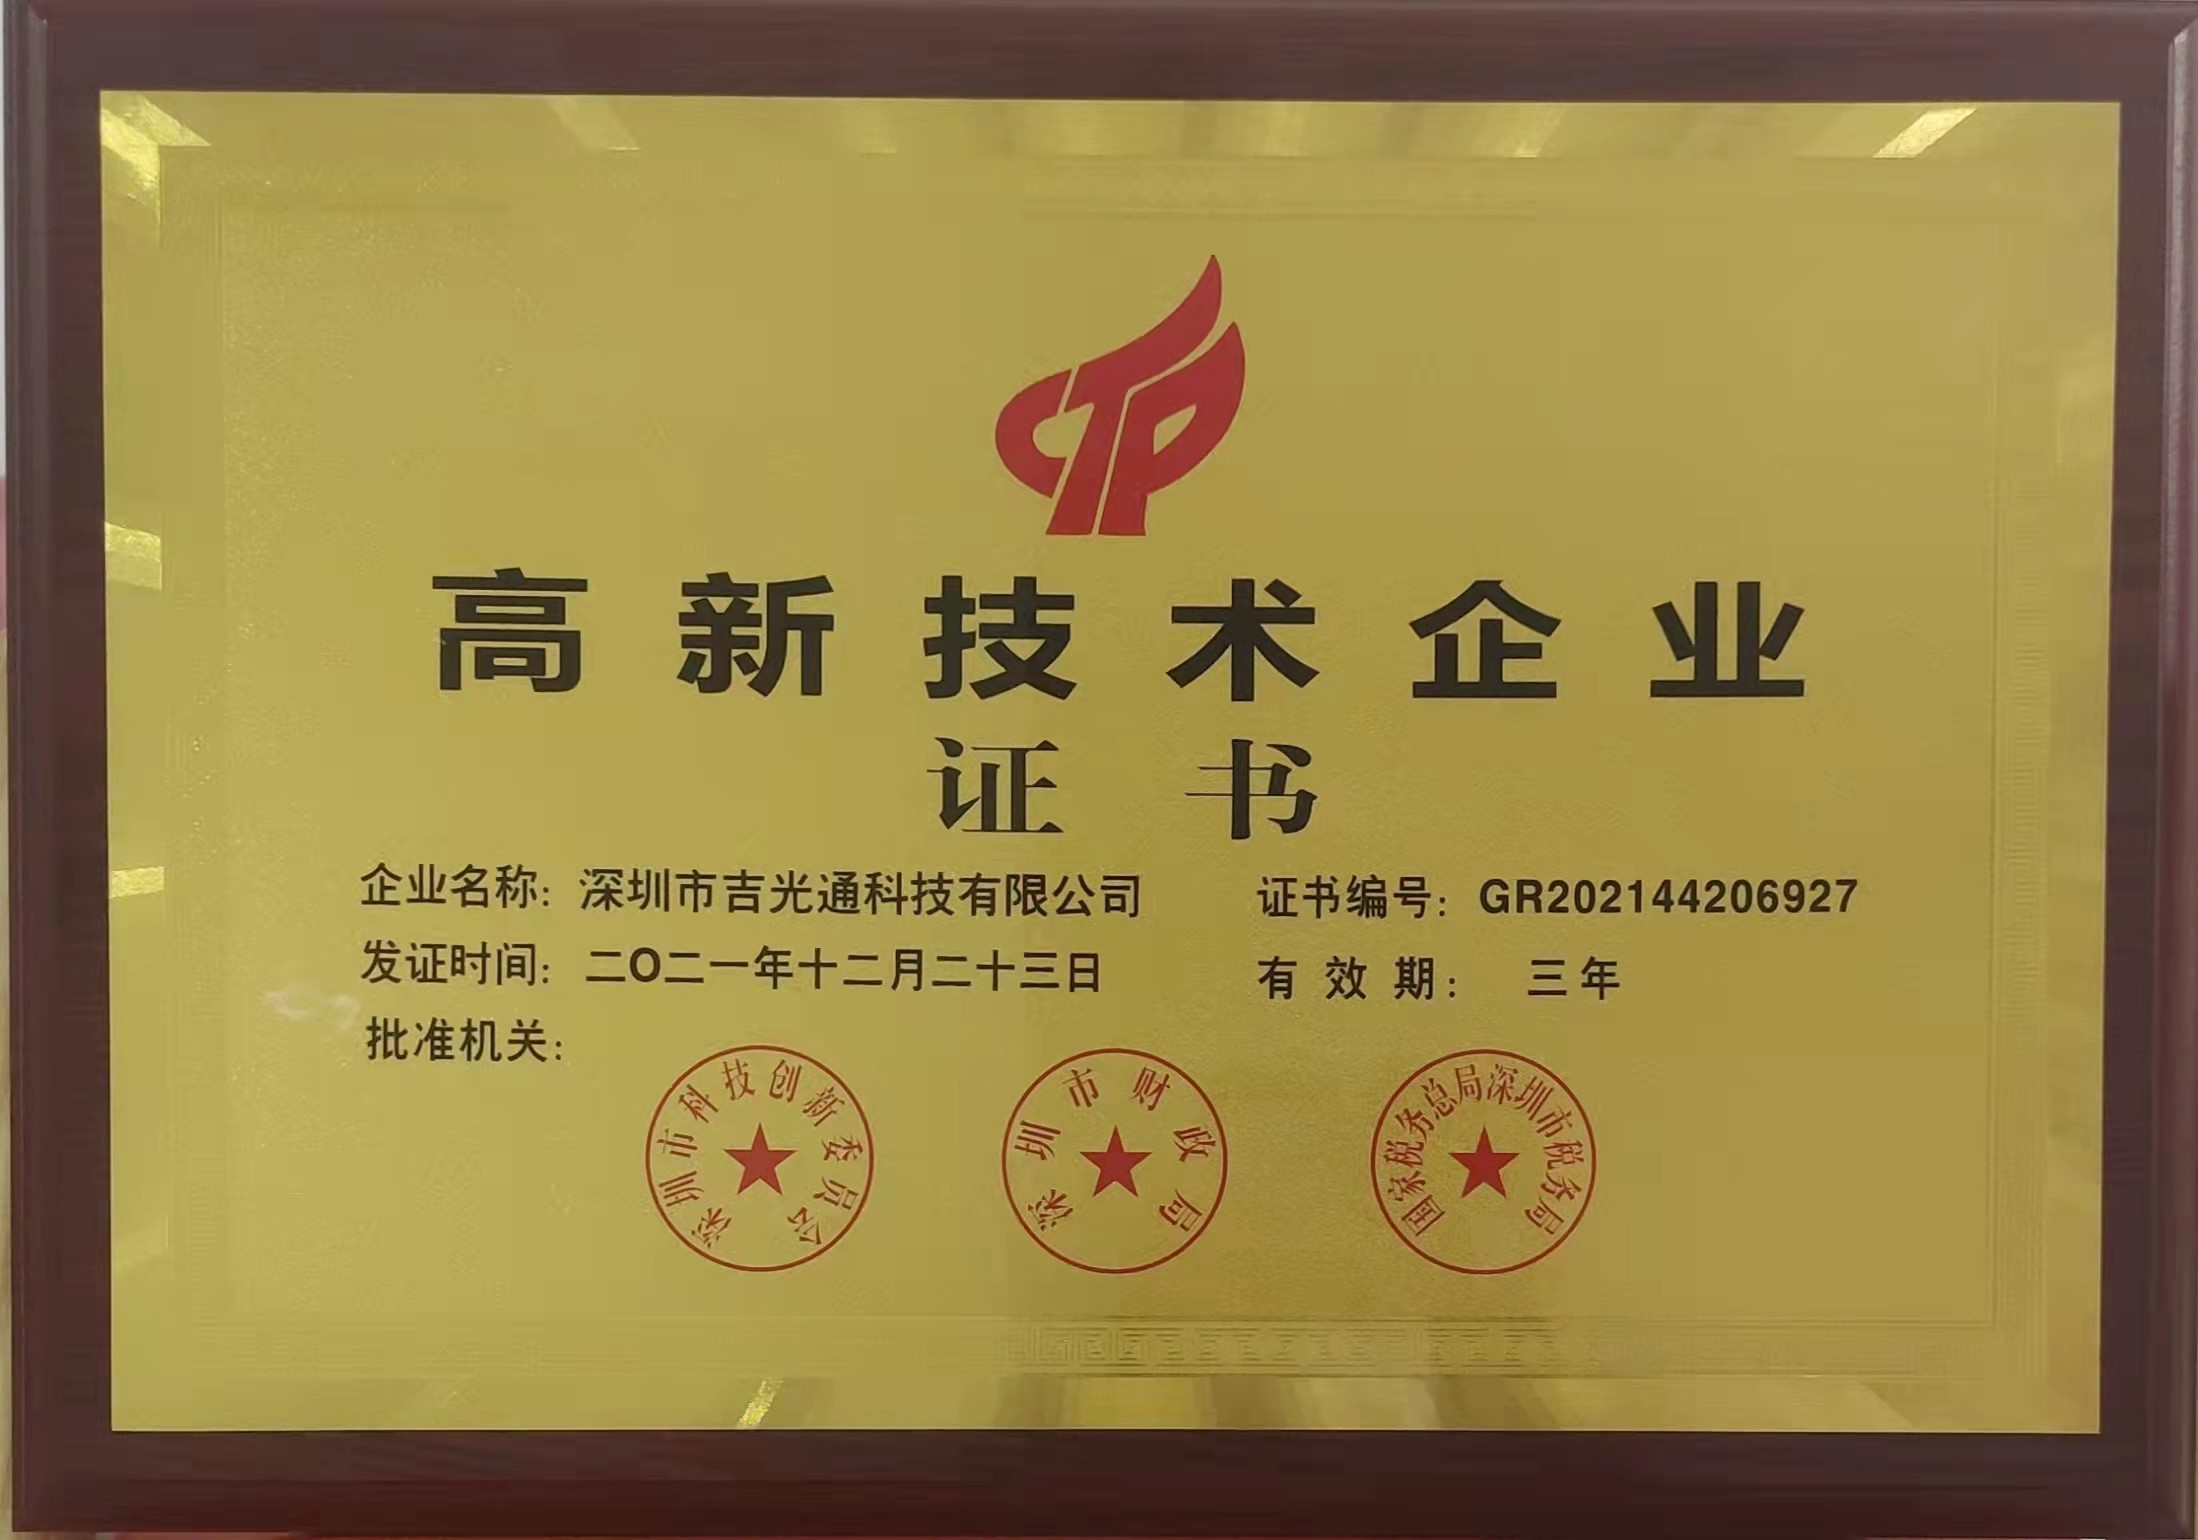 CTP
高新技术企业
证书
企业名称：深圳市吉光通科技有限公司 证书编号：GR202144206927
发证时间：二O二一年十二月二十三日 有效期：三年
批准机关：
深圳市科技创新委员会
深圳市财政局
国家税务总局深圳市税务局